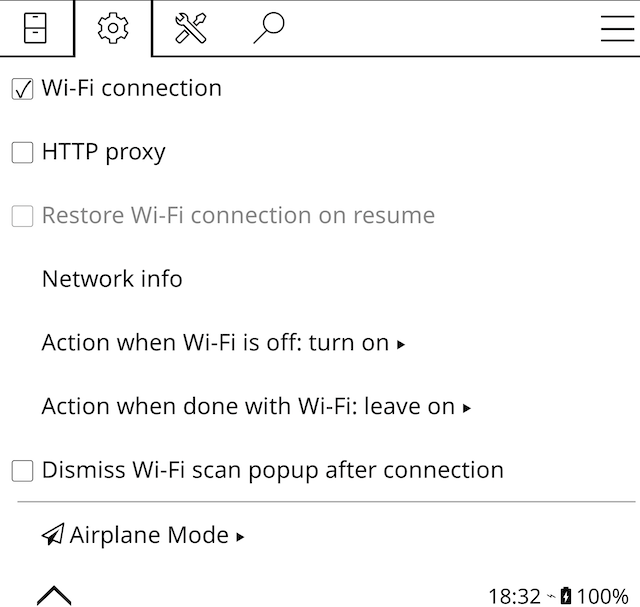 Wi-Fi connection
HTTP proxy
Restore Wi-Fi connection on resume
Network info
Action when Wi-Fi is off: turn on ▸
Action when done with Wi-Fi: leave on ▸
Dismiss Wi-Fi scan popup after connection
Airplane Mode ▸
18:32 ~ 100%